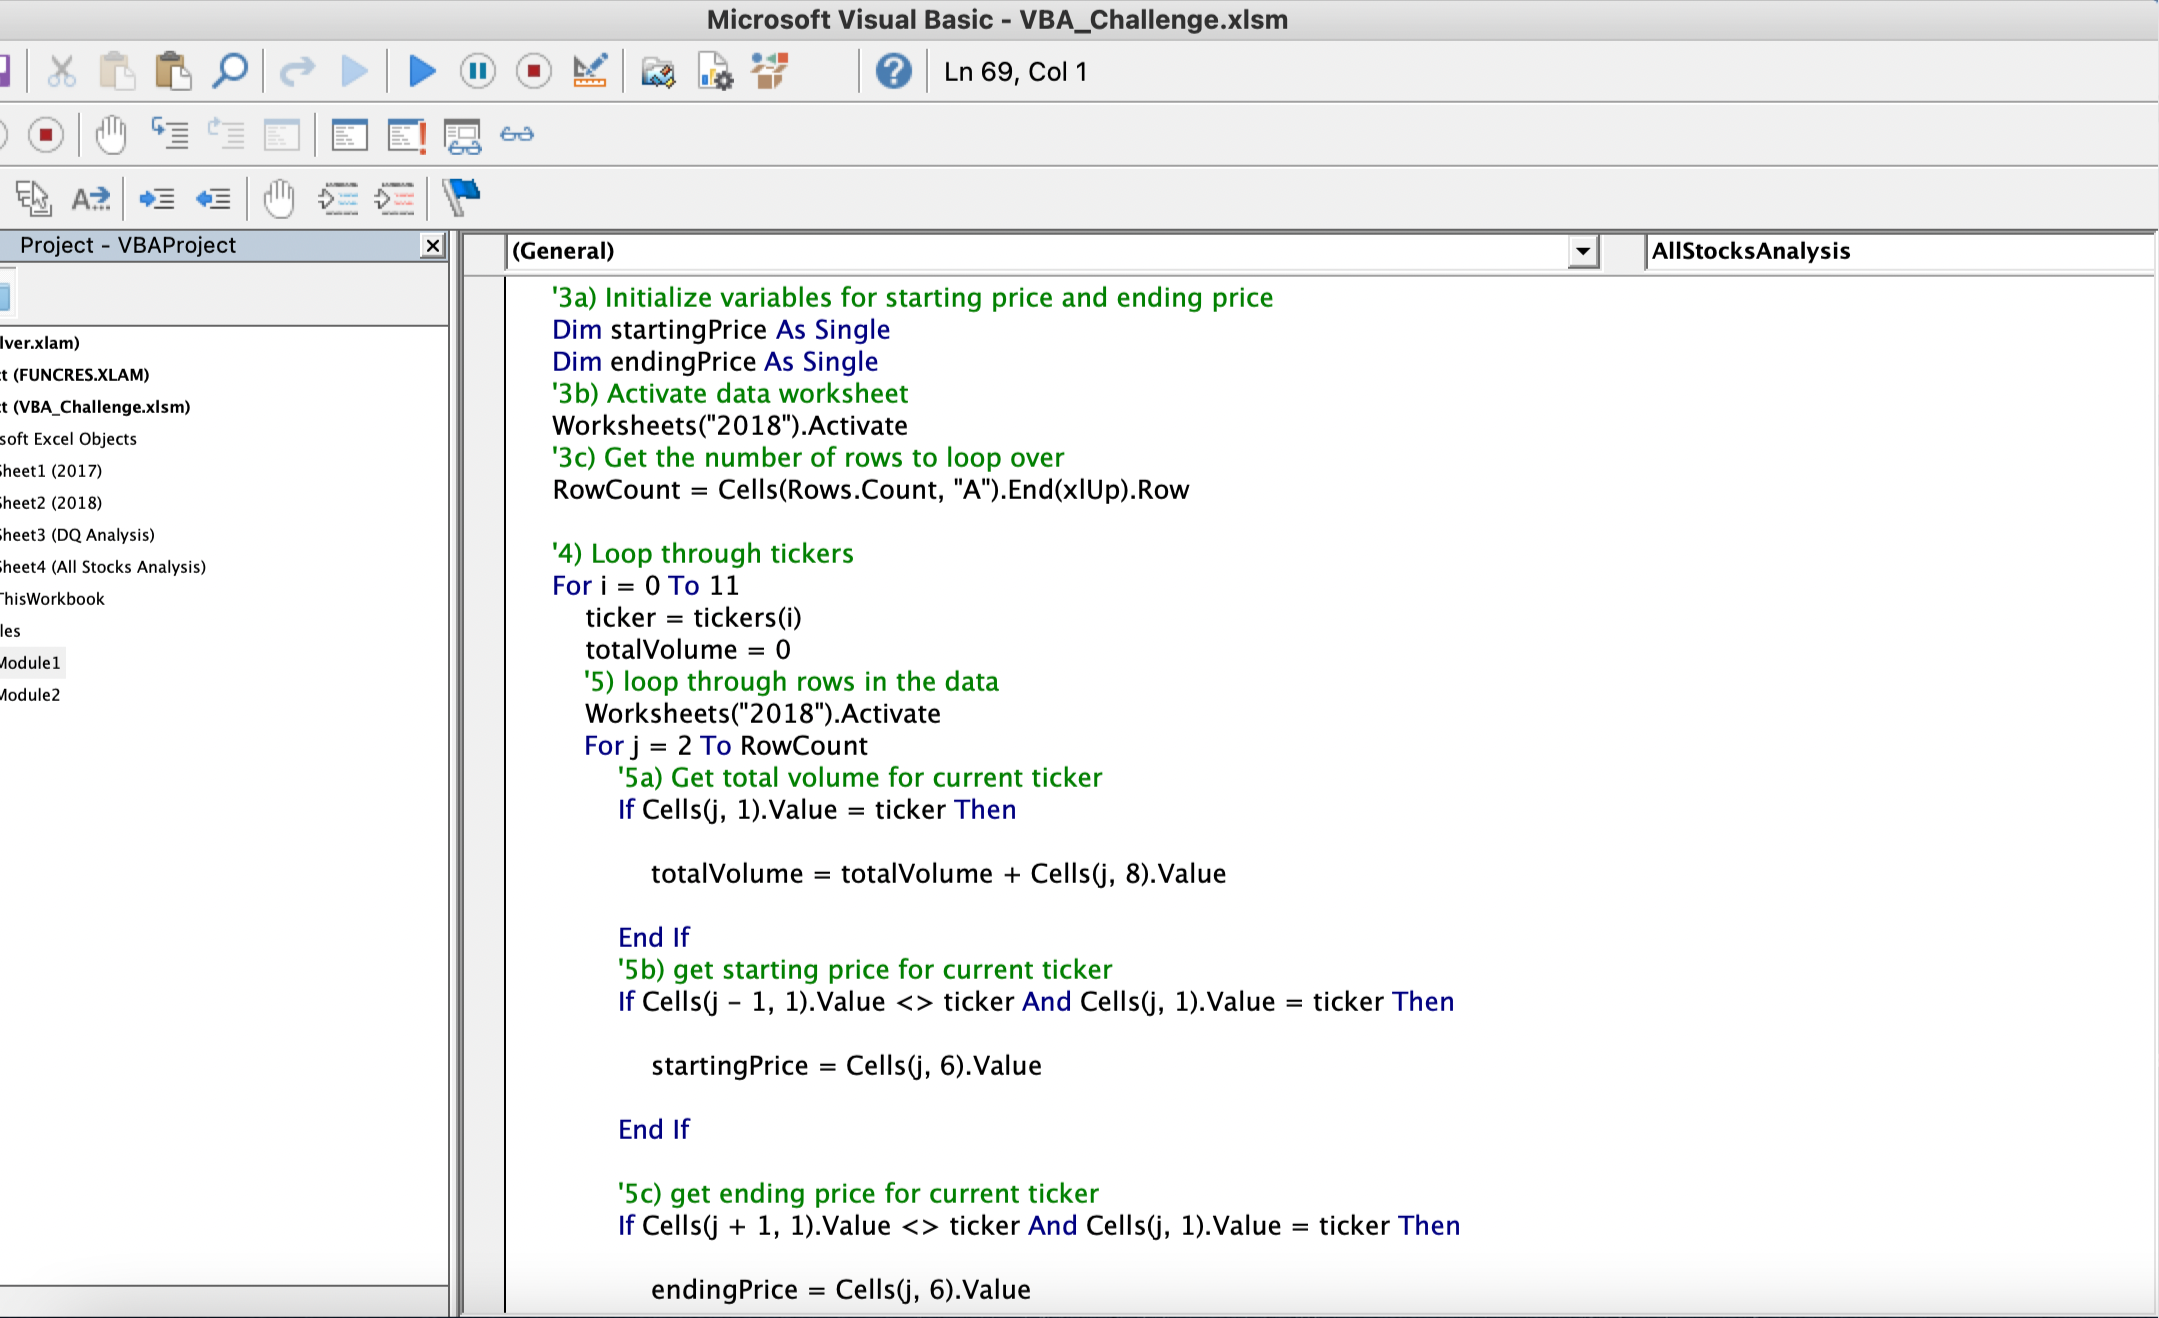 Microsoft Visual Basic - VBA_Challenge.xlsm
Ln 69, Col 1
Project - VBAProject
(General)
AllStocksAnalysis
lver.xlam)
t (FUNCRES.XLAM)
t (VBA_Challenge.xlsm)
soft Excel Objects
Sheet1 (2017)
Sheet2 (2018)
Sheet3 (DQ Analysis)
Sheet4 (All Stocks Analysis)
ThisWorkbook
les
Module1
Module2
'3a) Initialize variables for starting price and ending price
Dim startingPrice As Single
Dim endingPrice As Single
'3b) Activate data worksheet
Worksheets("2018").Activate
'3c) Get the number of rows to loop over
RowCount = Cells(Rows.Count, "A").End(xlUp).Row
'4) Loop through tickers
For i = 0 To 11
ticker = tickers(i)
totalVolume = 0
'5) loop through rows in the data
Worksheets("2018").Activate
For j = 2 To RowCount
'5a) Get total volume for current ticker
If Cells(j, 1).Value = ticker Then
totalVolume = totalVolume + Cells(j, 8).Value
End If
'5b) get starting price for current ticker
If Cells(j - 1, 1).Value <> ticker And Cells(j, 1).Value = ticker Then
startingPrice = Cells(j, 6).Value
End If
'5c) get ending price for current ticker
If Cells(j + 1, 1).Value <> ticker And Cells(j, 1).Value = ticker Then
endingPrice = Cells(j, 6).Value